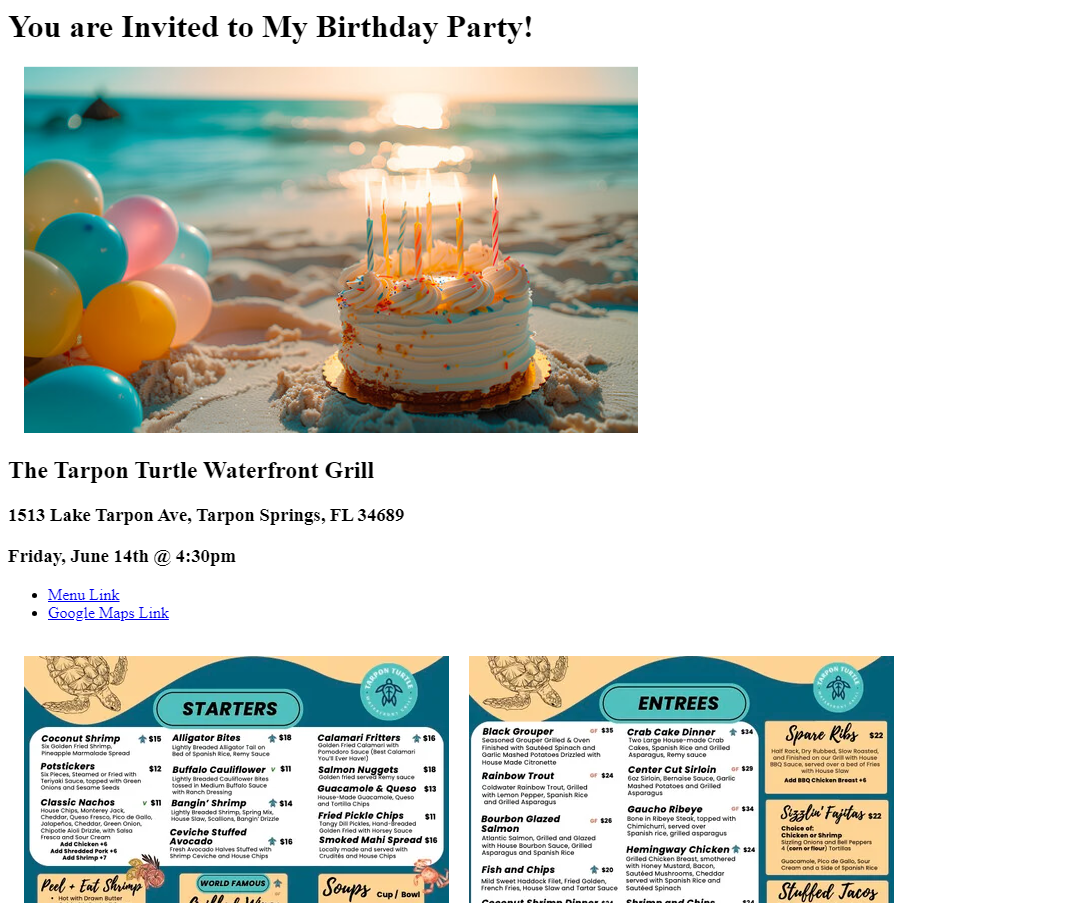 You are Invited to My Birthday Party!
The Tarpon Turtle Waterfront Grill
1513 Lake Tarpon Ave, Tarpon Springs, FL 34689
Friday, June 14th @ 4:30pm
Menu Link
Google Maps Link
TARPON TURTLE
WATERFRONT GRILL
STARTERS
Coconut Shrimp $15
Six Golden Fried Shrimp,
Pineapple Marmalade Spread
Potstickers $12
Six Pieces, Steamed or Fried with
Teriyaki Sauce, topped with Green
Onions and Sesame Seeds
Classic Nachos V $11
House Chips, Monterey Jack,
Cheddar, Queso Fresco, Pico de Gallo,
Jalapeños, Cheddar, Green Onion,
Chipotle Aioli Drizzle, with Salsa
Fresco and Sour Cream
Add Chicken +6
Add Shredded Pork +6
Add Shrimp +7
Alligator Bites $18
Lightly Breaded Alligator Tail on
Bed of Spanish Rice, Remy Sauce
Buffalo Cauliflower V $11
Lightly Breaded Cauliflower Bites
tossed in Medium Buffalo Sauce
with Ranch Dressing
Bangin' Shrimp $14
Lightly Breaded Shrimp, Spring Mix,
House Slaw, Scallions, Bangin' Drizzle
Ceviche Stuffed
Avocado $16
Fresh Avocado Halves Stuffed with
Shrimp Ceviche and House Chips
Calamari Fritters $16
Golden Fried Calamari with
Pomodoro Sauce (Best Calamari
You'll Ever Have!)
Salmon Nuggets $18
Golden fried served Remy sauce
Guacamole & Queso $13
House-Made Guacamole, Queso
and Tortilla Chips
Fried Pickle Chips $11
Tangy Dill Pickles, Hand-Breaded
Golden Fried with Horsey Sauce
Smoked Mahi Spread $16
Locally made and served with
Crudités and House Chips
Peel + Eat Shrimp
• Hot with Drawn Butter
WORLD FAMOUS
Soups Cup / Bowl
TARPON TURTLE
WATERFRONT GRILL
ENTREES
Black Grouper GF $35
Seasoned Grouper Grilled & Oven
Finished with Sautéed Spinach and
Garlic Mashed Potatoes Drizzled with
House Made Citronette
Rainbow Trout GF $24
Coldwater Rainbow Trout, Grilled
with Lemon Pepper, Spanish Rice
and Grilled Asparagus
Bourbon Glazed
Salmon GF $26
Atlantic Salmon, Grilled and Glazed
with House Bourbon Sauce, Grilled
Asparagus and Spanish Rice
Fish and Chips $20
Mild Sweet Haddock Filet, Fried Golden,
French Fries, House Slaw and Tartar Sauce
Coconut Shrimp Dinner $24
Crab Cake Dinner $34
Two Large House-made Crab
Cakes, Spanish Rice and Grilled
Asparagus, Remy sauce
Center Cut Sirloin GF $29
6oz Sirloin, Bernaise Sauce, Garlic
Mashed Potatoes and Grilled
Asparagus
Gaucho Ribeye GF $34
Bone in Ribeye Steak, topped with
Chimichurri, served over
Spanish rice, grilled asparagus
Hemingway Chicken $24
Grilled Chicken Breast, smothered
with Honey Mustard, Bacon,
Sautéed Mushrooms, Cheddar
served with Spanish Rice and
Sautéed Spinach
Shrimp and Chips $24
Spare Ribs $22
Half Rack, Dry Rubbed, Slow Roasted,
and Finished on our Grill with House
BBQ Sauce, served over a bed of Fries
with House Slaw
Add BBQ Chicken Breast +6
Sizzlin' Fajitas $22
Choice of:
Chicken or Shrimp
Sizzling Onions and Bell Peppers
4 (corn or flour) Tortillas
Guacamole, Pico de Gallo, Sour
Cream and a Side of Spanish Rice
Stuffed Tacos